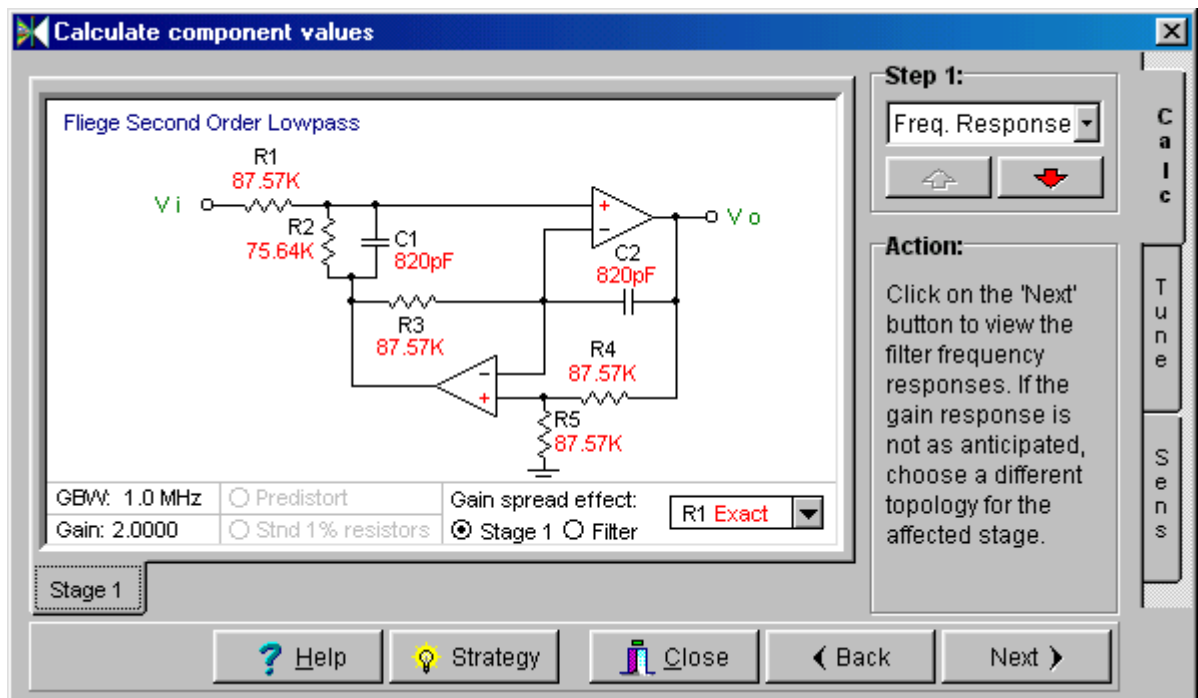 Calculate component values
Fliege Second Order Lowpass
R1
87.57K
Vi
R2
75.64K
C1
820pF
+
−
Vo
C2
820pF
R3
87.57K
R4
87.57K
−
+
R5
87.57K
GBW: 1.0 MHz
Predistort
Gain: 2.0000
Stnd 1% resistors
Gain spread effect:
Stage 1 Filter
R1 Exact
Stage 1
Step 1:
Freq. Response
Action:
Click on the 'Next'
button to view the
filter frequency
responses. If the
gain response is
not as anticipated,
choose a different
topology for the
affected stage.
Calc
Tune
Sens
? Help
Strategy
Close
Back
Next